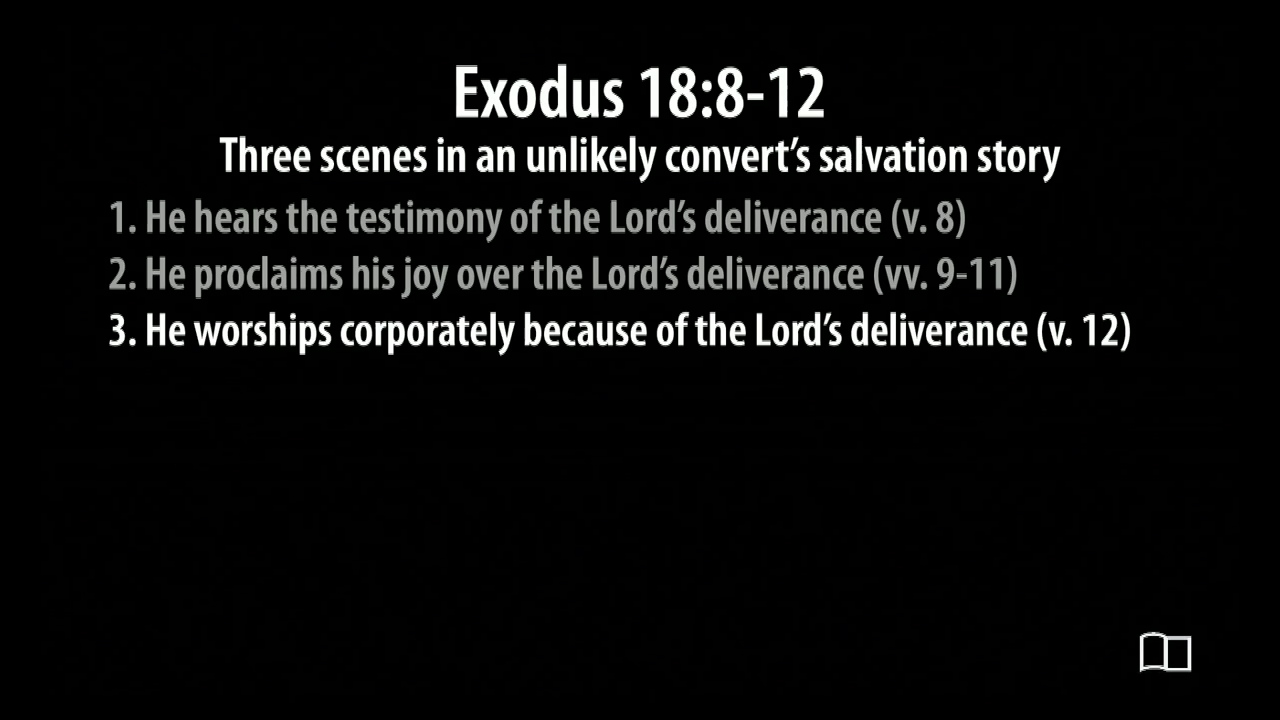 Exodus 18:8-12
Three scenes in an unlikely convert’s salvation story
1. He hears the testimony of the Lord’s deliverance (v. 8)
2. He proclaims his joy over the Lord’s deliverance (vv. 9-11)
3. He worships corporately because of the Lord’s deliverance (v. 12)